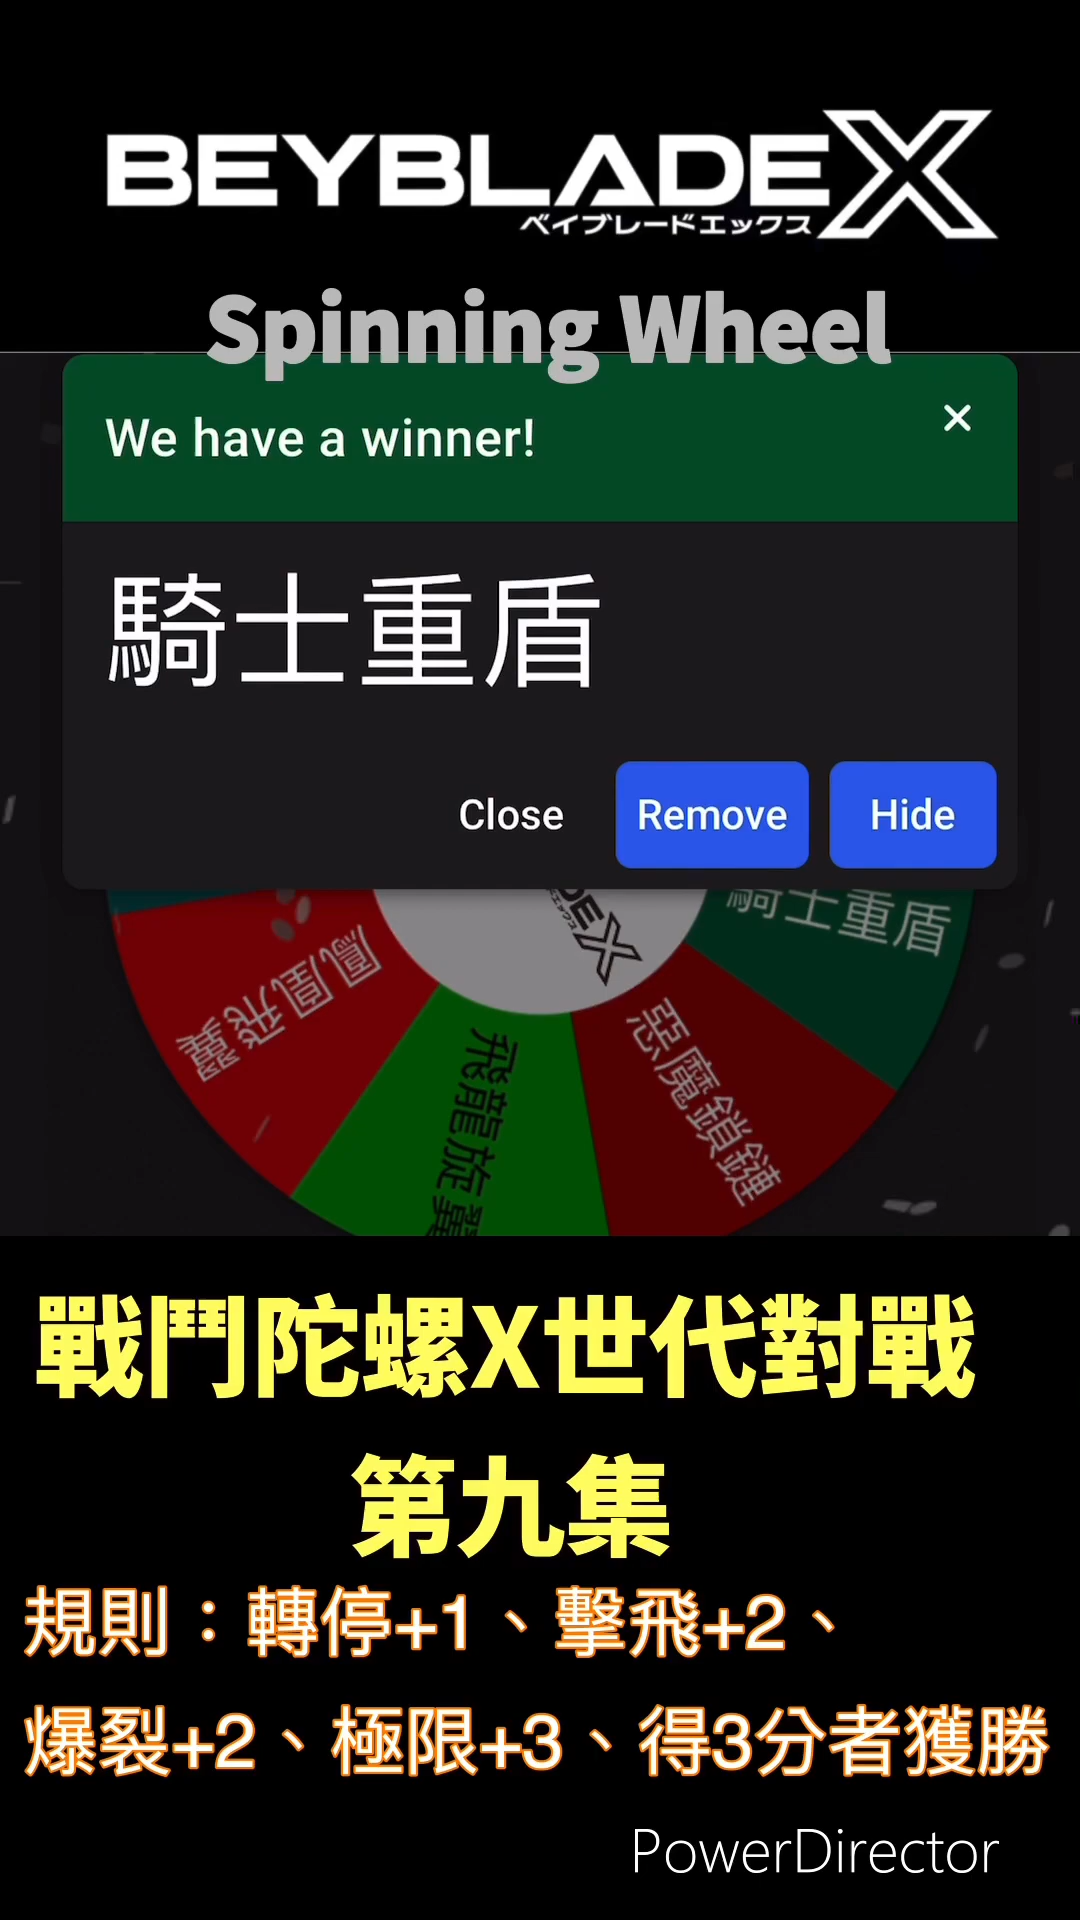 BEYBLADE X
ベイブレードエックス
Spinning Wheel
We have a winner!
騎士重盾
Close
Remove
Hide
騎士重盾
惡魔鎖鏈
飛龍旋翼
鳳凰飛翼
戰鬥陀螺X世代對戰
第九集
規則：轉停+1、擊飛+2、
爆裂+2、極限+3、得3分者獲勝
PowerDirector